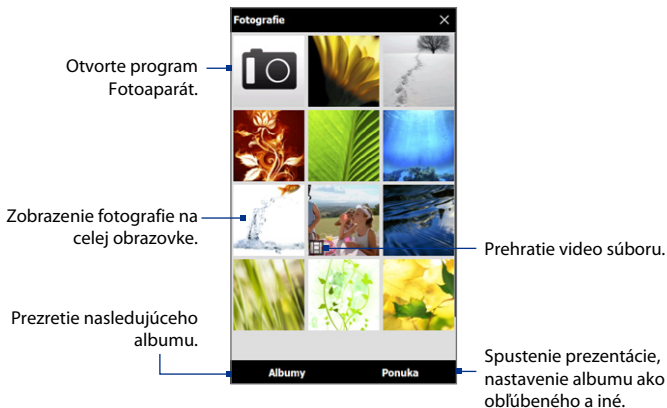 Fotografie
Otvorte program
Fotoaparát.
Zobrazenie fotografie na
celej obrazovke.
Prehratie video súboru.
Prezretie nasledujúceho
albumu.
Albumy
Ponuka
Spustenie prezentácie,
nastavenie albumu ako
obľúbeného a iné.